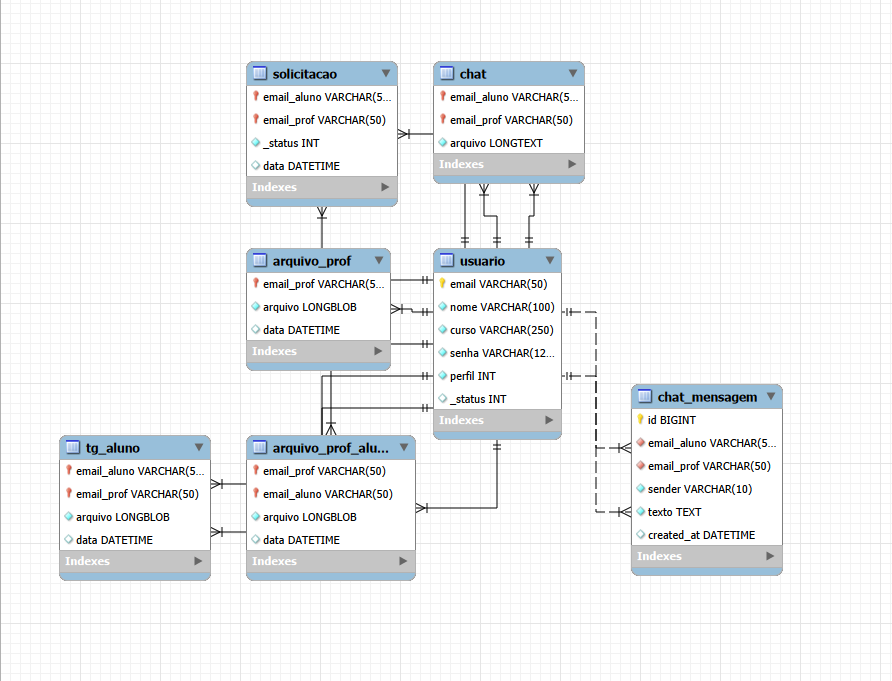 solicitacao
email_aluno VARCHAR(5...
email_prof VARCHAR(50)
_status INT
data DATETIME
Indexes
chat
email_aluno VARCHAR(5...
email_prof VARCHAR(50)
arquivo LONGTEXT
Indexes
arquivo_prof
email_prof VARCHAR(5...
arquivo LONGBLOB
data DATETIME
Indexes
usuario
email VARCHAR(50)
nome VARCHAR(100)
curso VARCHAR(250)
senha VARCHAR(12...
perfil INT
_status INT
Indexes
chat_mensagem
id BIGINT
email_aluno VARCHAR(5...
email_prof VARCHAR(50)
sender VARCHAR(10)
texto TEXT
created_at DATETIME
Indexes
tg_aluno
email_aluno VARCHAR(5...
email_prof VARCHAR(50)
arquivo LONGBLOB
data DATETIME
Indexes
arquivo_prof_alu...
email_prof VARCHAR(50)
email_aluno VARCHAR(50)
arquivo LONGBLOB
data DATETIME
Indexes